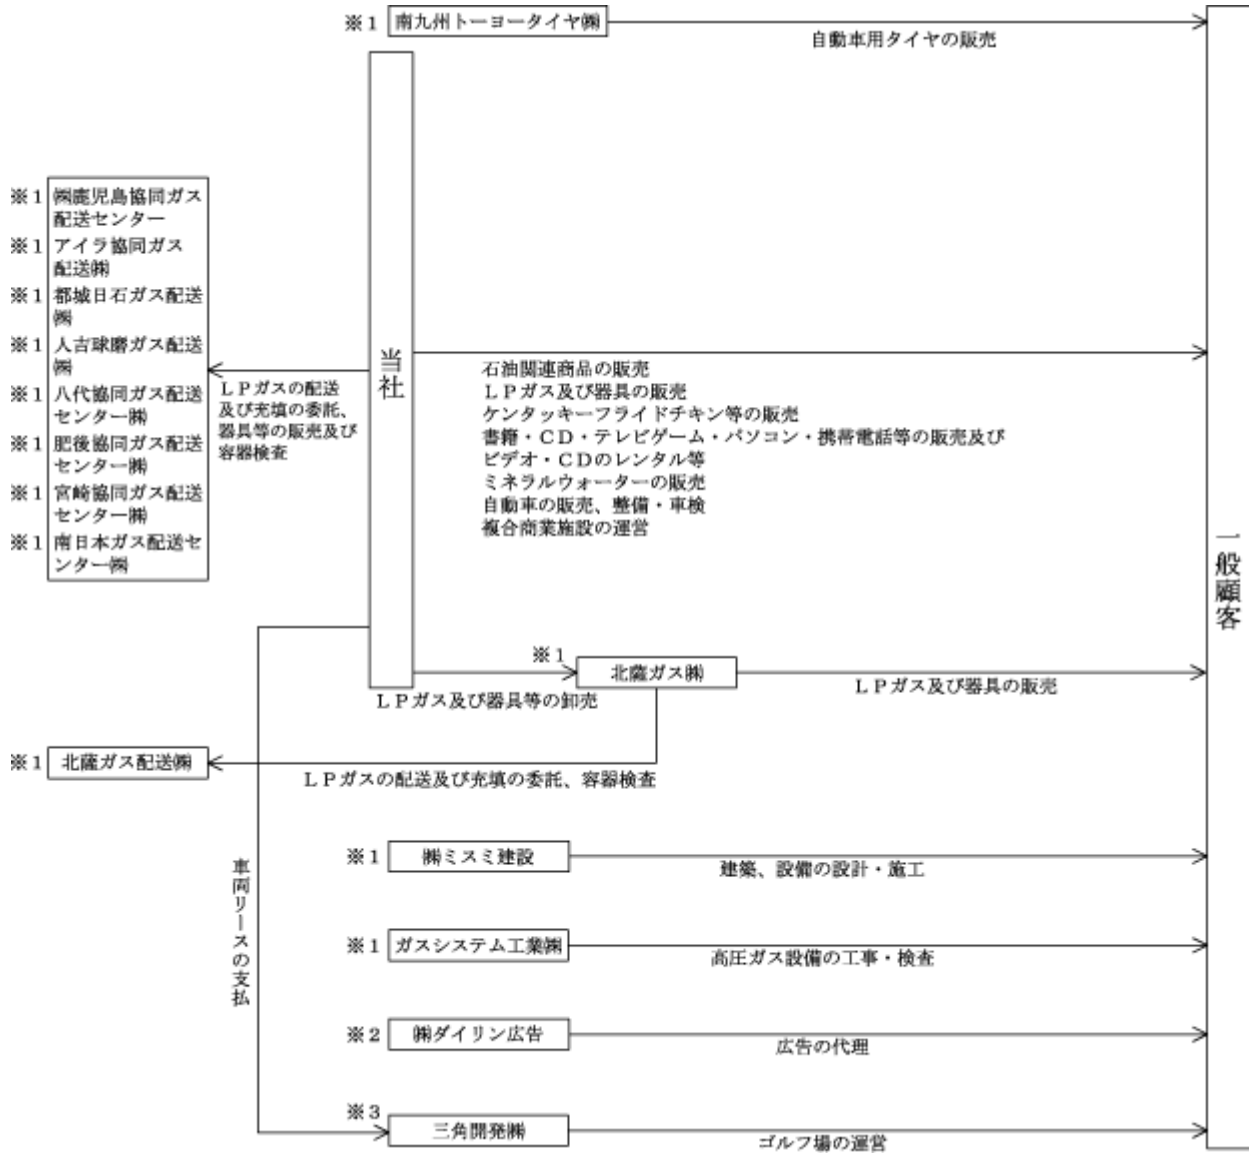 ※1 南九州トーヨータイヤ㈱
自動車用タイヤの販売
※1 ㈱鹿児島協同ガス
配送センター
※1 アイラ協同ガス
配送㈱
※1 都城日石ガス配送
㈱
※1 人吉球磨ガス配送
㈱
※1 八代協同ガス配送
センター㈱
※1 肥後協同ガス配送
センター㈱
※1 宮崎協同ガス配送
センター㈱
※1 南日本ガス配送セ
ンター㈱
LPガスの配送
及び充填の委託、
器具等の販売及び
容器検査
当社
石油関連商品の販売
LPガス及び器具の販売
ケンタッキーフライドチキン等の販売
書籍・CD・テレビゲーム・パソコン・携帯電話等の販売及び
ビデオ・CDのレンタル等
ミネラルウォーターの販売
自動車の販売、整備・車検
複合商業施設の運営
一般顧客
※1
北薩ガス㈱
LPガス及び器具等の卸売
LPガス及び器具の販売
※1 北薩ガス配送㈱
LPガスの配送及び充填の委託、容器検査
車両リースの支払
※1 ㈱ミスミ建設
建築、設備の設計・施工
※1 ガスシステム工業㈱
高圧ガス設備の工事・検査
※2 ㈱ダイリン広告
広告の代理
※3
三角開発㈱
ゴルフ場の運営